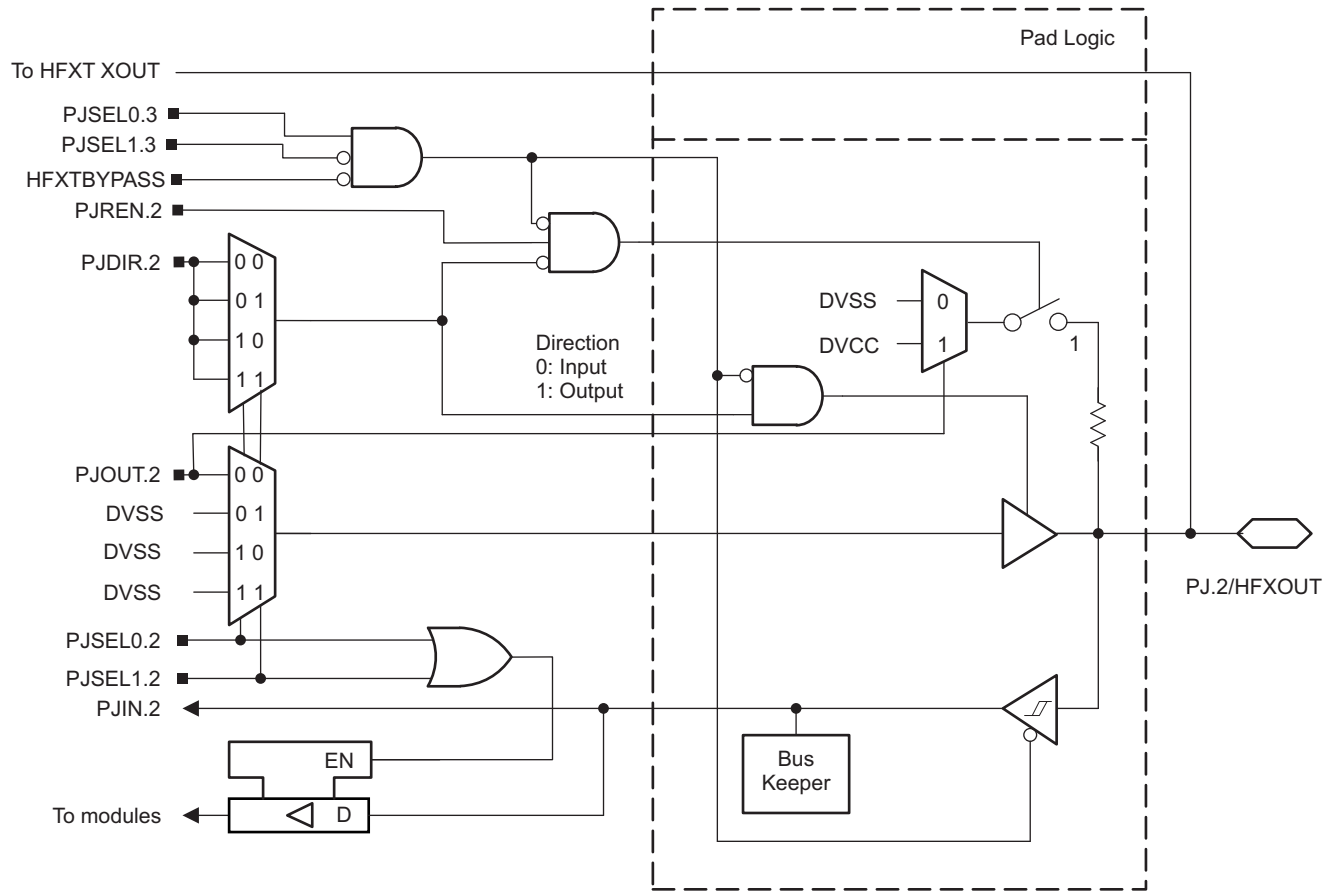 Pad Logic
To HFXT XOUT
PJSEL0.3
PJSEL1.3
HFXTBYPASS
PJREN.2
PJDIR.2
0 0
0 1
1 0
1 1
Direction
0: Input
1: Output
DVSS
0
DVCC
1
1
PJOUT.2
0 0
DVSS
0 1
DVSS
1 0
DVSS
1 1
PJ.2/HFXOUT
PJSEL0.2
PJSEL1.2
PJIN.2
Bus
Keeper
EN
To modules
D